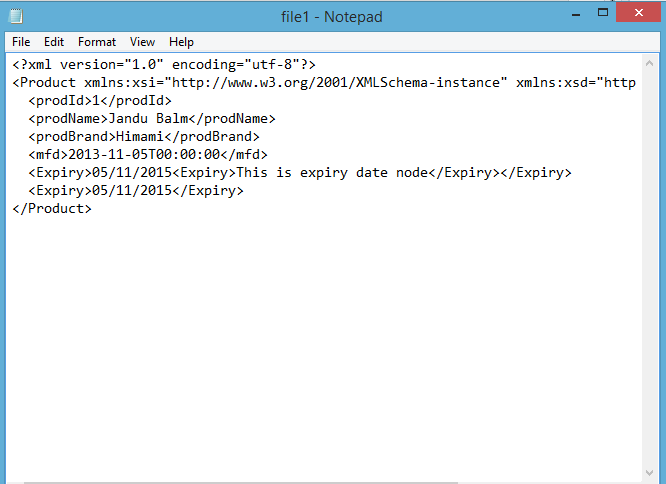 file1 - Notepad
File Edit Format View Help
<?xml version="1.0" encoding="utf-8"?>
<Product xmlns:xsi="http://www.w3.org/2001/XMLSchema-instance" xmlns:xsd="http
  <prodId>1</prodId>
  <prodName>Jandu Balm</prodName>
  <prodBrand>Himami</prodBrand>
  <mfd>2013-11-05T00:00:00</mfd>
  <Expiry>05/11/2015<Expiry>This is expiry date node</Expiry></Expiry>
  <Expiry>05/11/2015</Expiry>
</Product>